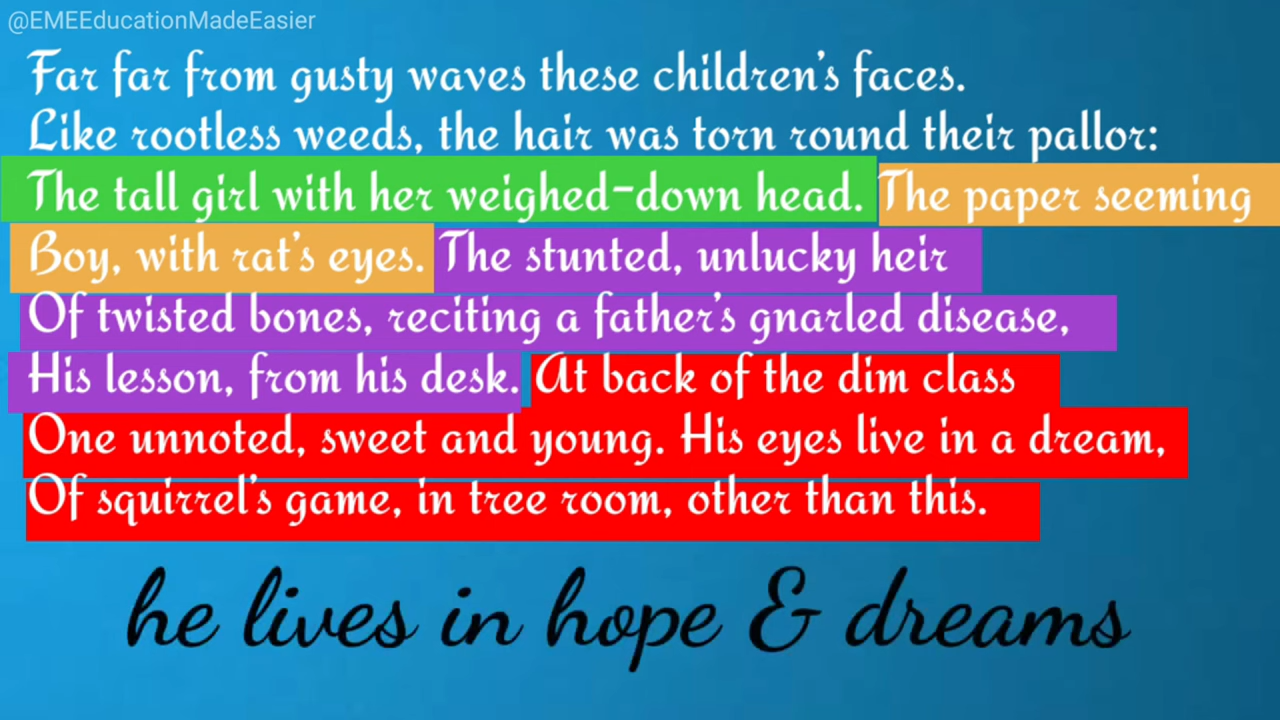 @EMEEducationMadeEasier
Far far from gusty waves these children's faces.
Like rootless weeds, the hair was torn round their pallor:
The tall girl with her weighed-down head. The paper seeming
Boy, with rat's eyes. The stunted, unlucky heir
Of twisted bones, reciting a father's gnarled disease,
His lesson, from his desk. At back of the dim class
One unnoted, sweet and young. His eyes live in a dream,
Of squirrel's game, in tree room, other than this.
he lives in hope & dreams